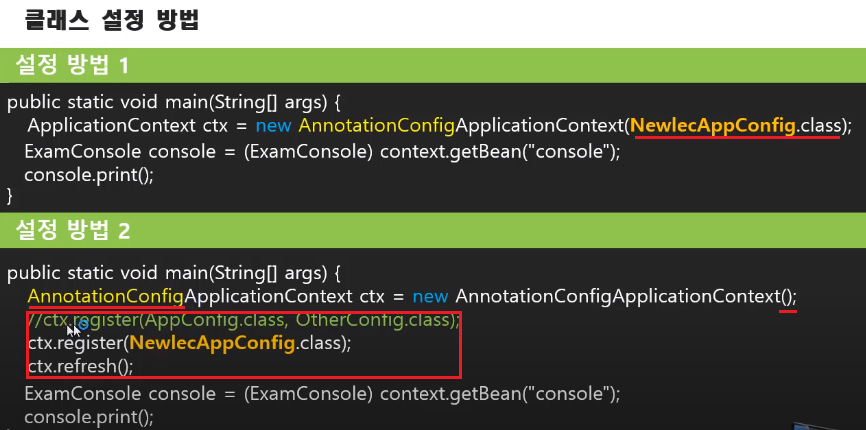 클래스 설정 방법
설정 방법 1
public static void main(String[] args) {
ApplicationContext ctx = new AnnotationConfigApplicationContext(NewlecAppConfig.class);
ExamConsole console = (ExamConsole) context.getBean("console");
console.print();
}
설정 방법 2
public static void main(String[] args) {
AnnotationConfigApplicationContext ctx = new AnnotationConfigApplicationContext();
//ctx.register(AppConfig.class, OtherConfig.class);
ctx.register(NewlecAppConfig.class);
ctx.refresh();
ExamConsole console = (ExamConsole) context.getBean("console");
console.print();